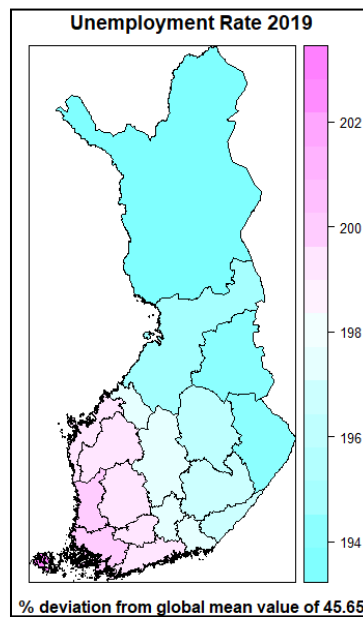 Unemployment Rate 2019
202
200
198
196
194
% deviation from global mean value of 45.65